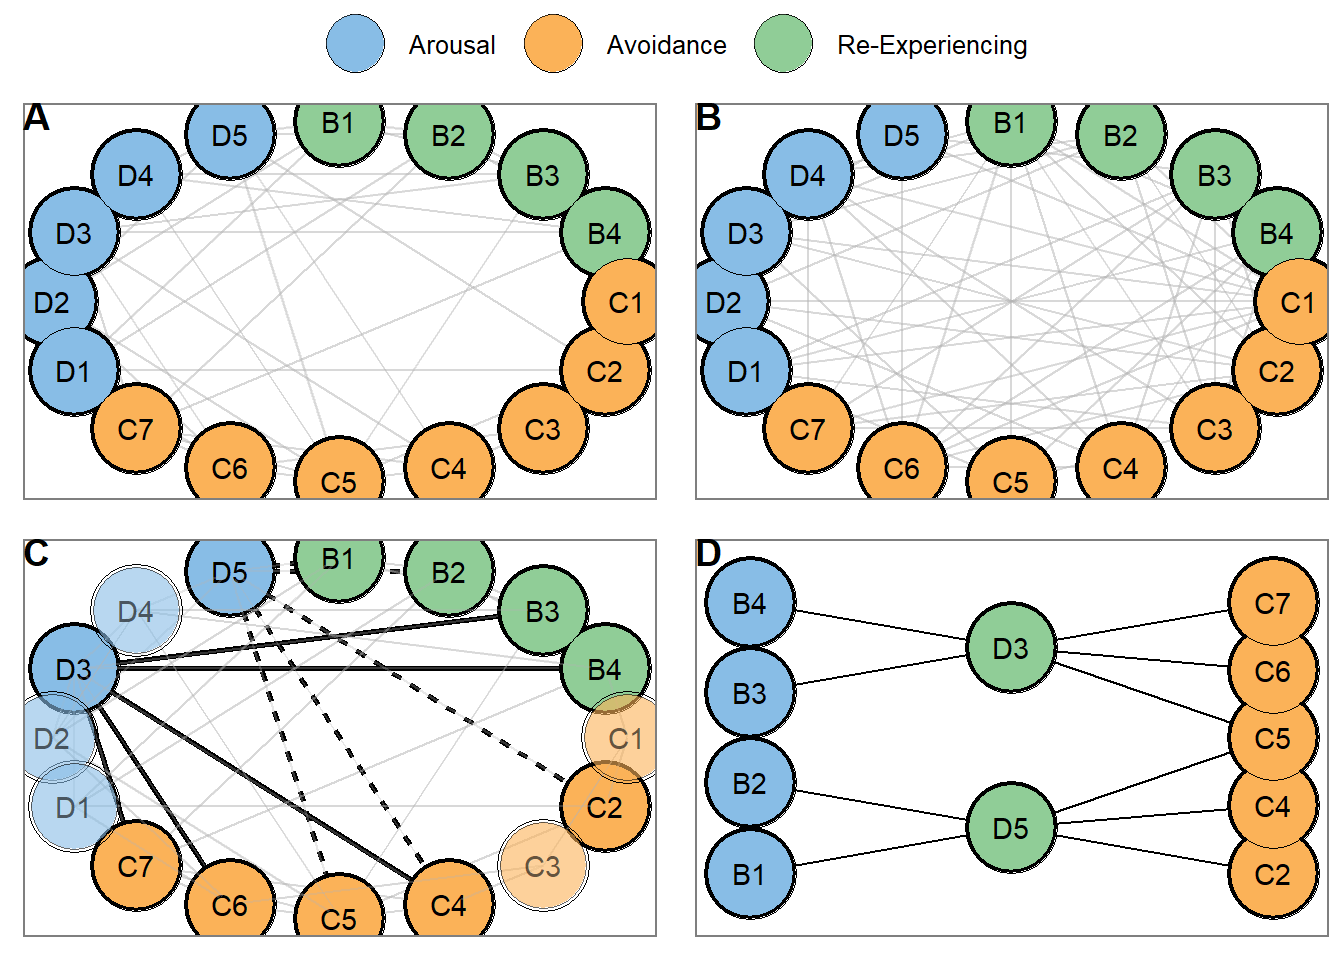 Arousal Avoidance Re-Experiencing
A
D5 B1 B2
D4 B3
D3 B4
D2 C1
D1 C2
C7 C3
C6 C5 C4
B
D5 B1 B2
D4 B3
D3 B4
D2 C1
D1 C2
C7 C3
C6 C5 C4
C
D5 B1 B2
D4 B3
D3 B4
D2 C1
D1 C2
C7 C3
C6 C5 C4
D
B4 C7
D3
B3 C6
C5
B2 C4
D5
B1 C2